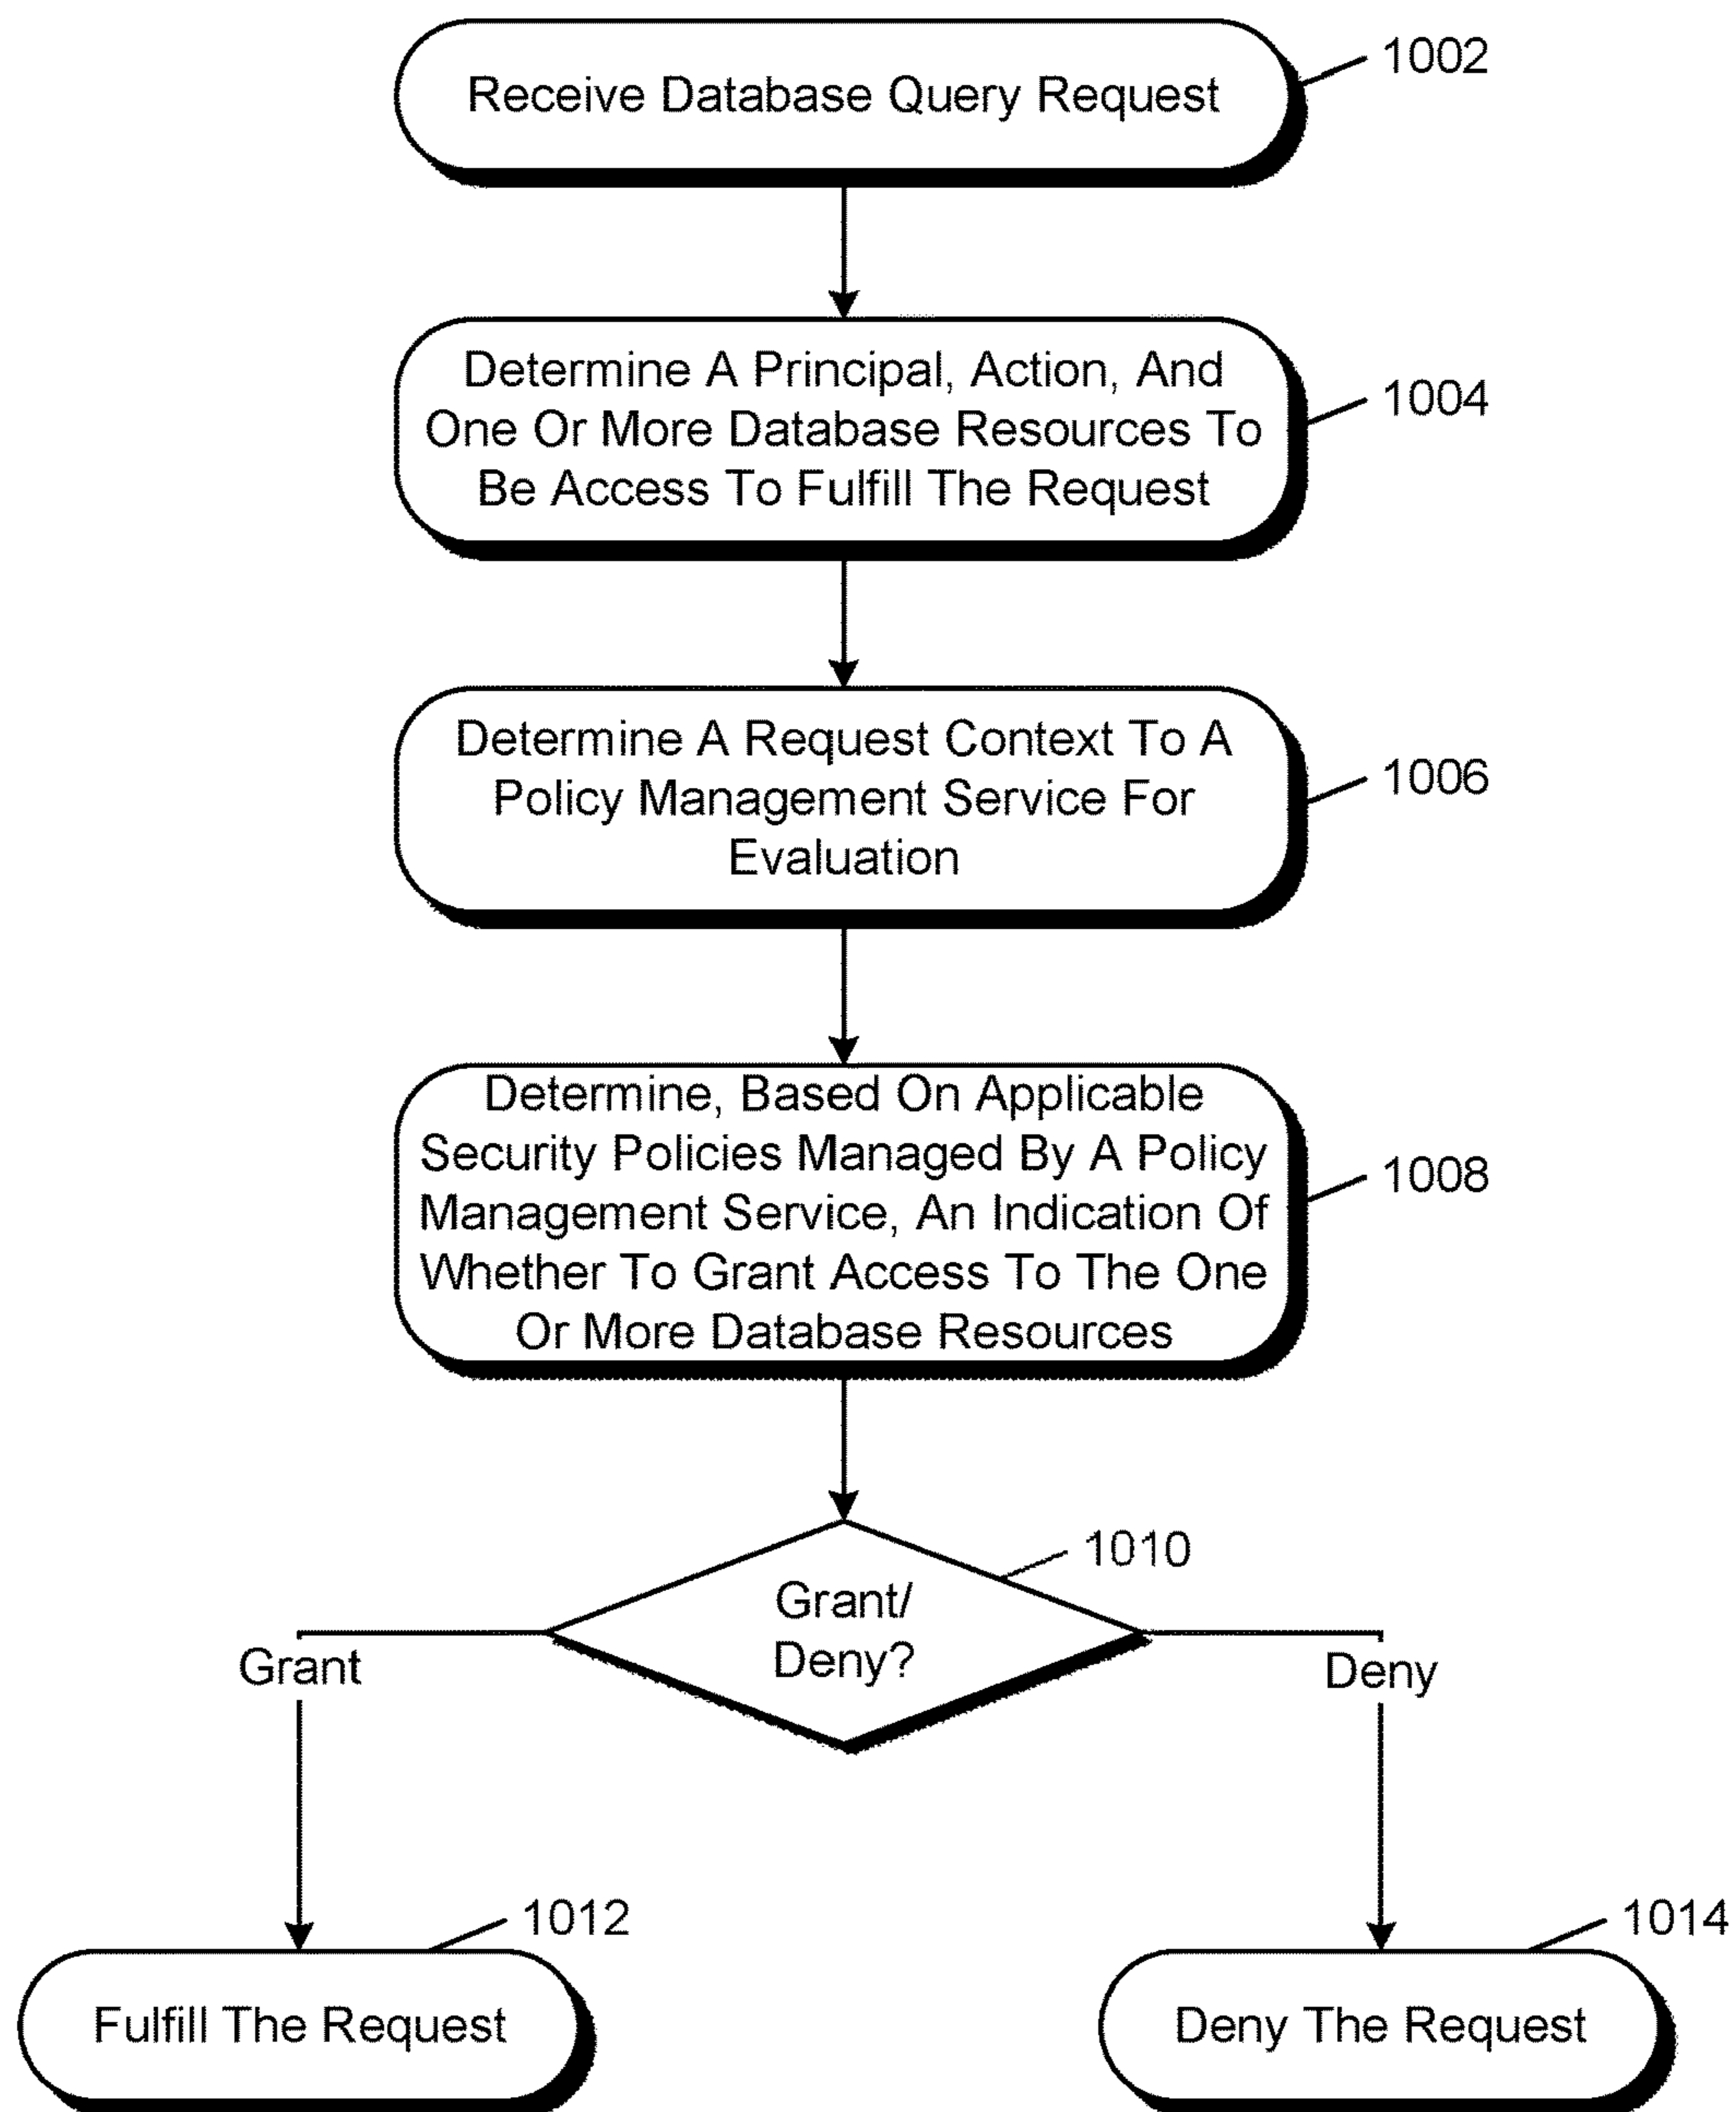 Receive Database Query Request
1002
Determine A Principal, Action, And
One Or More Database Resources To
Be Access To Fulfill The Request
1004
Determine A Request Context To A
Policy Management Service For
Evaluation
1006
Determine, Based On Applicable
Security Policies Managed By A Policy
Management Service, An Indication Of
Whether To Grant Access To The One
Or More Database Resources
1008
1010
Grant/
Deny?
Grant
Deny
1012
Fulfill The Request
1014
Deny The Request